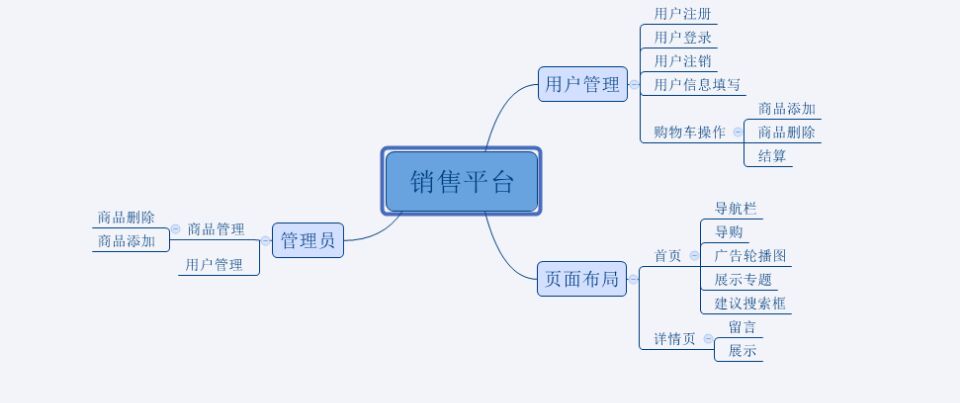 销售平台
用户管理
用户注册
用户登录
用户注销
用户信息填写
购物车操作
商品添加
商品删除
结算
页面布局
首页
导航栏
导购
广告轮播图
展示专题
建议搜索框
详情页
留言
展示
管理员
商品管理
商品删除
商品添加
用户管理